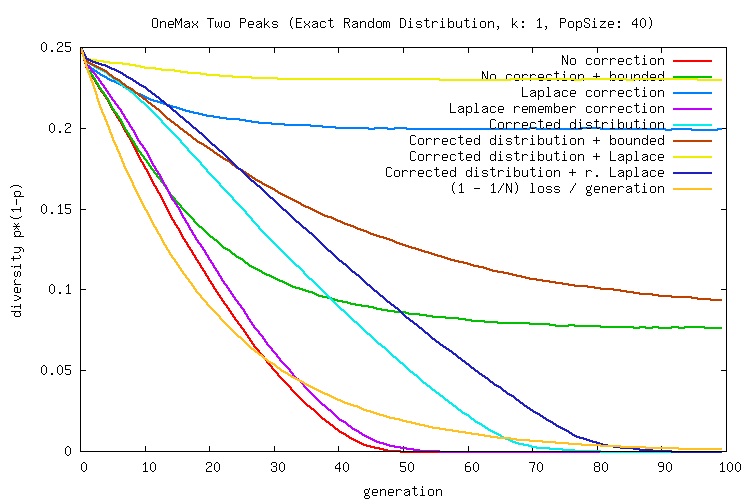 OneMax Two Peaks (Exact Random Distribution, k: 1, PopSize: 40)
0.25
0.2
0.15
0.1
0.05
0
diversity p*(1-p)
No correction
No correction + bounded
Laplace correction
Laplace remember correction
Corrected distribution
Corrected distribution + bounded
Corrected distribution + Laplace
Corrected distribution + r. Laplace
(1 - 1/N) loss / generation
0 10 20 30 40 50 60 70 80 90 100
generation